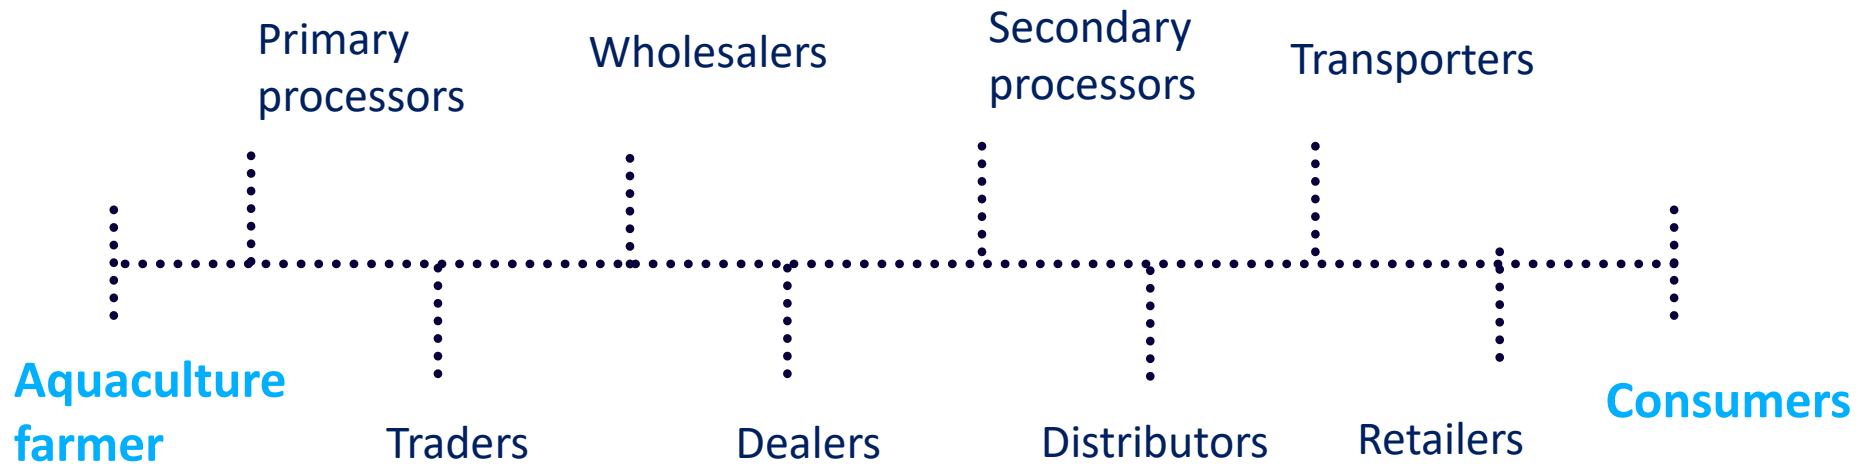 Primary
processors
Wholesalers
Secondary
processors
Transporters
Aquaculture
farmer
Traders
Dealers
Distributors
Retailers
Consumers